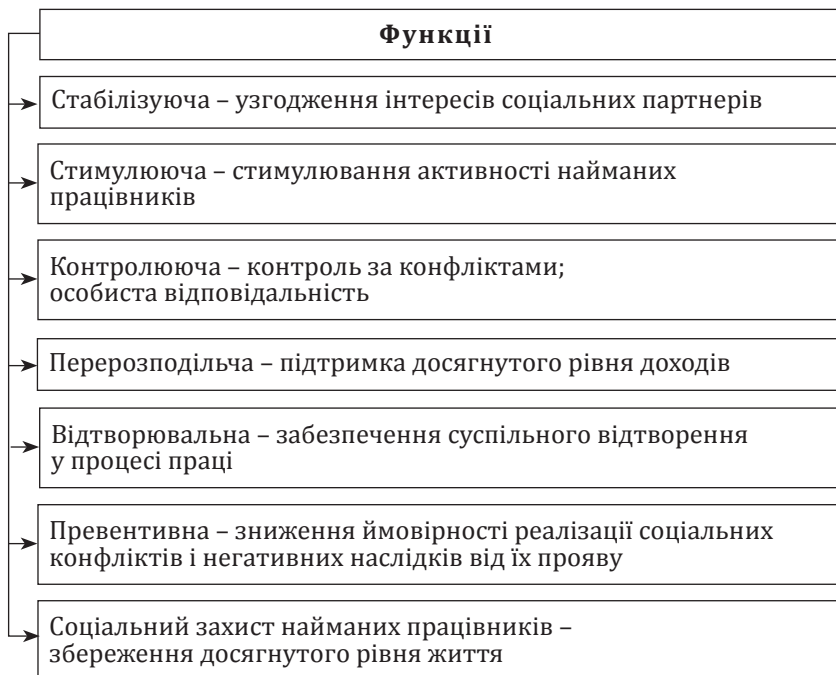 Функції
Стабілізуюча – узгодження інтересів соціальних партнерів
Стимулююча – стимулювання активності найманих
працівників
Контролююча – контроль за конфліктами;
особиста відповідальність
Перерозподільча – підтримка досягнутого рівня доходів
Відтворювальна – забезпечення суспільного відтворення
у процесі праці
Превентивна – зниження ймовірності реалізації соціальних
конфліктів і негативних наслідків від їх прояву
Соціальний захист найманих працівників –
збереження досягнутого рівня життя